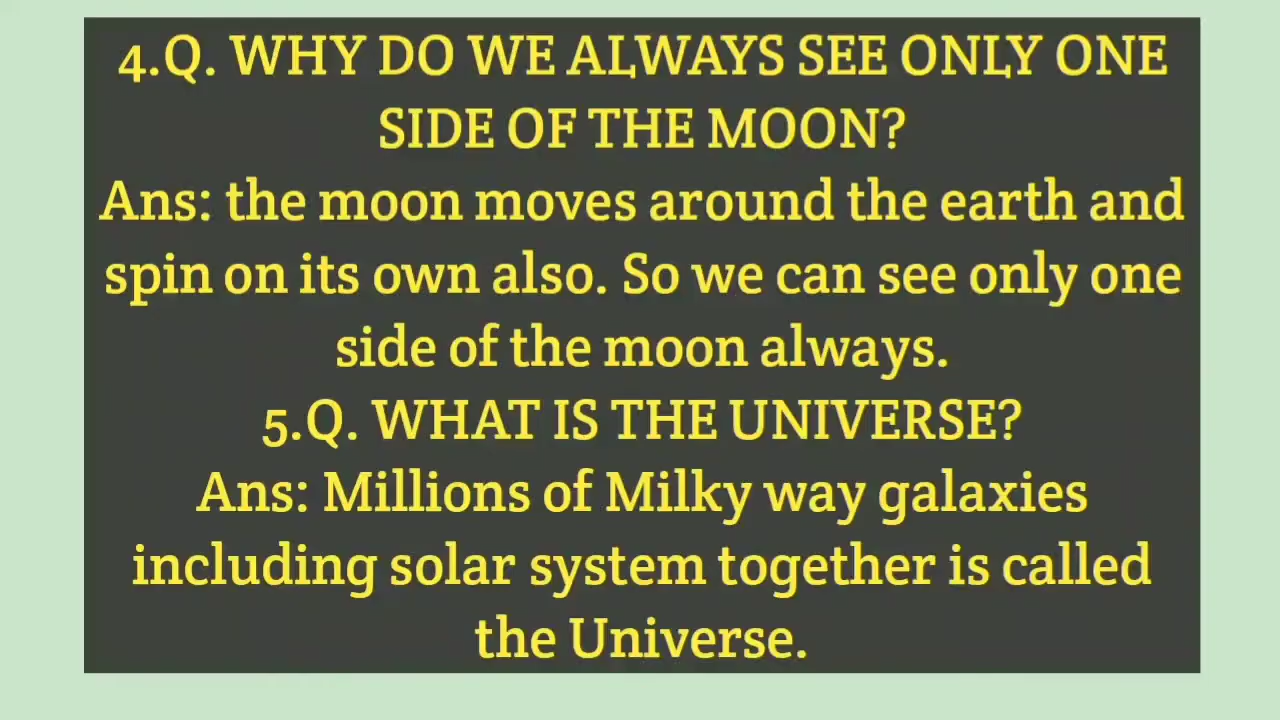 4.Q. WHY DO WE ALWAYS SEE ONLY ONE
SIDE OF THE MOON?
Ans: the moon moves around the earth and
spin on its own also. So we can see only one
side of the moon always.
5.Q. WHAT IS THE UNIVERSE?
Ans: Millions of Milky way galaxies
including solar system together is called
the Universe.